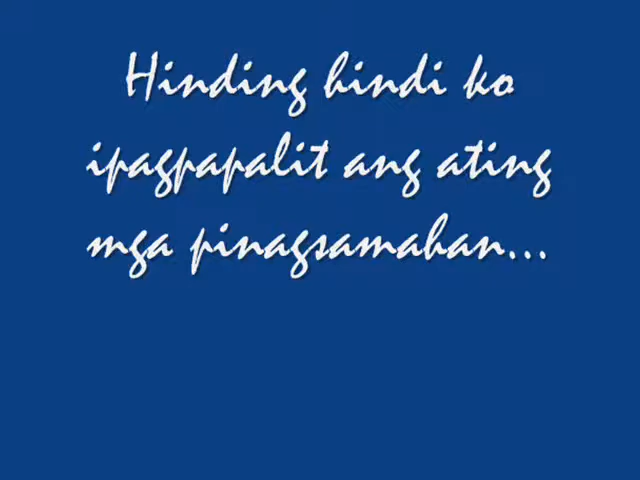 Hinding hindi ko
ipagpapalit ang ating
mga pinagsamahan...